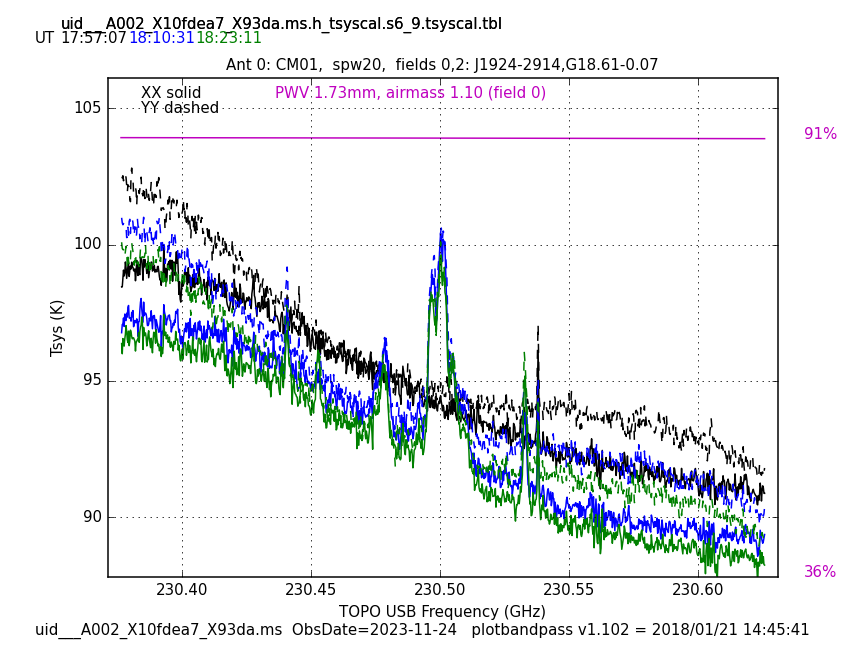 uid___A002_X10fdea7_X93da.ms.h_tsyscal.s6_9.tsyscal.tbl
UT 17:57:07 18:10:31 18:23:11
Ant 0: CM01, spw20, fields 0,2: J1924-2914,G18.61-0.07
XX solid PWV 1.73mm, airmass 1.10 (field 0)
YY dashed
105
91%
100
Tsys (K)
95
90
36%
230.40 230.45 230.50 230.55 230.60
TOPO USB Frequency (GHz)
uid___A002_X10fdea7_X93da.ms ObsDate=2023-11-24 plotbandpass v1.102 = 2018/01/21 14:45:41